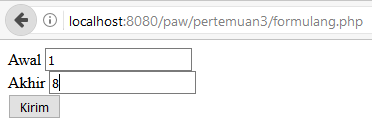 localhost:8080/paw/pertemuan3/formulang.php
Awal 1
Akhir 8
Kirim